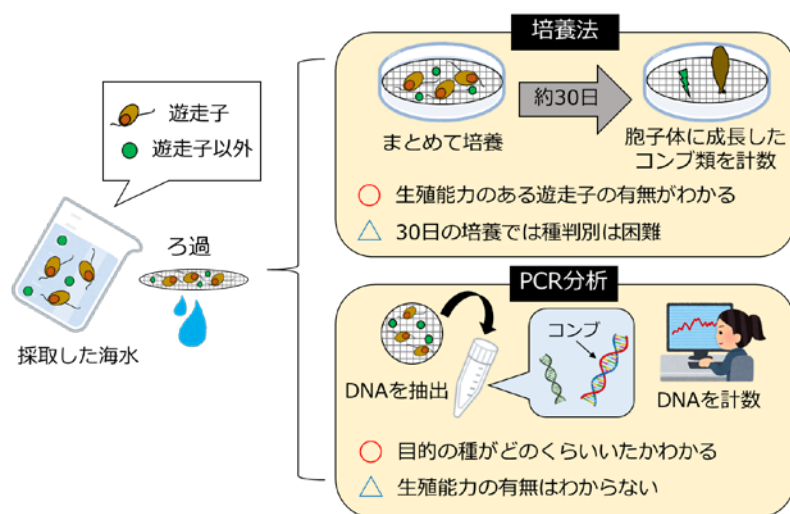 遊走子
遊走子以外
採取した海水
ろ過
培養法
まとめて培養
約30日
胞子体に成長した
コンブ類を計数
○ 生殖能力のある遊走子の有無がわかる
△ 30日の培養では種判別は困難
PCR分析
DNAを抽出
コンブ
DNAを計数
○ 目的の種がどのくらいいたかわかる
△ 生殖能力の有無はわからない